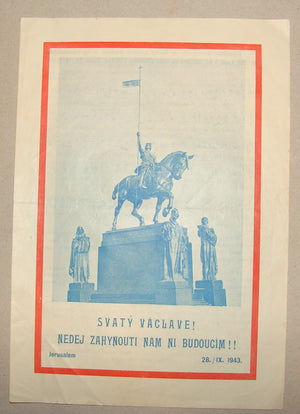 SVATÝ VÁCLAVE!
NEDEJ ZAHYNOUTI NÁM NI BUDOUCÍM!!
Jerusalem 28./IX. 1943.